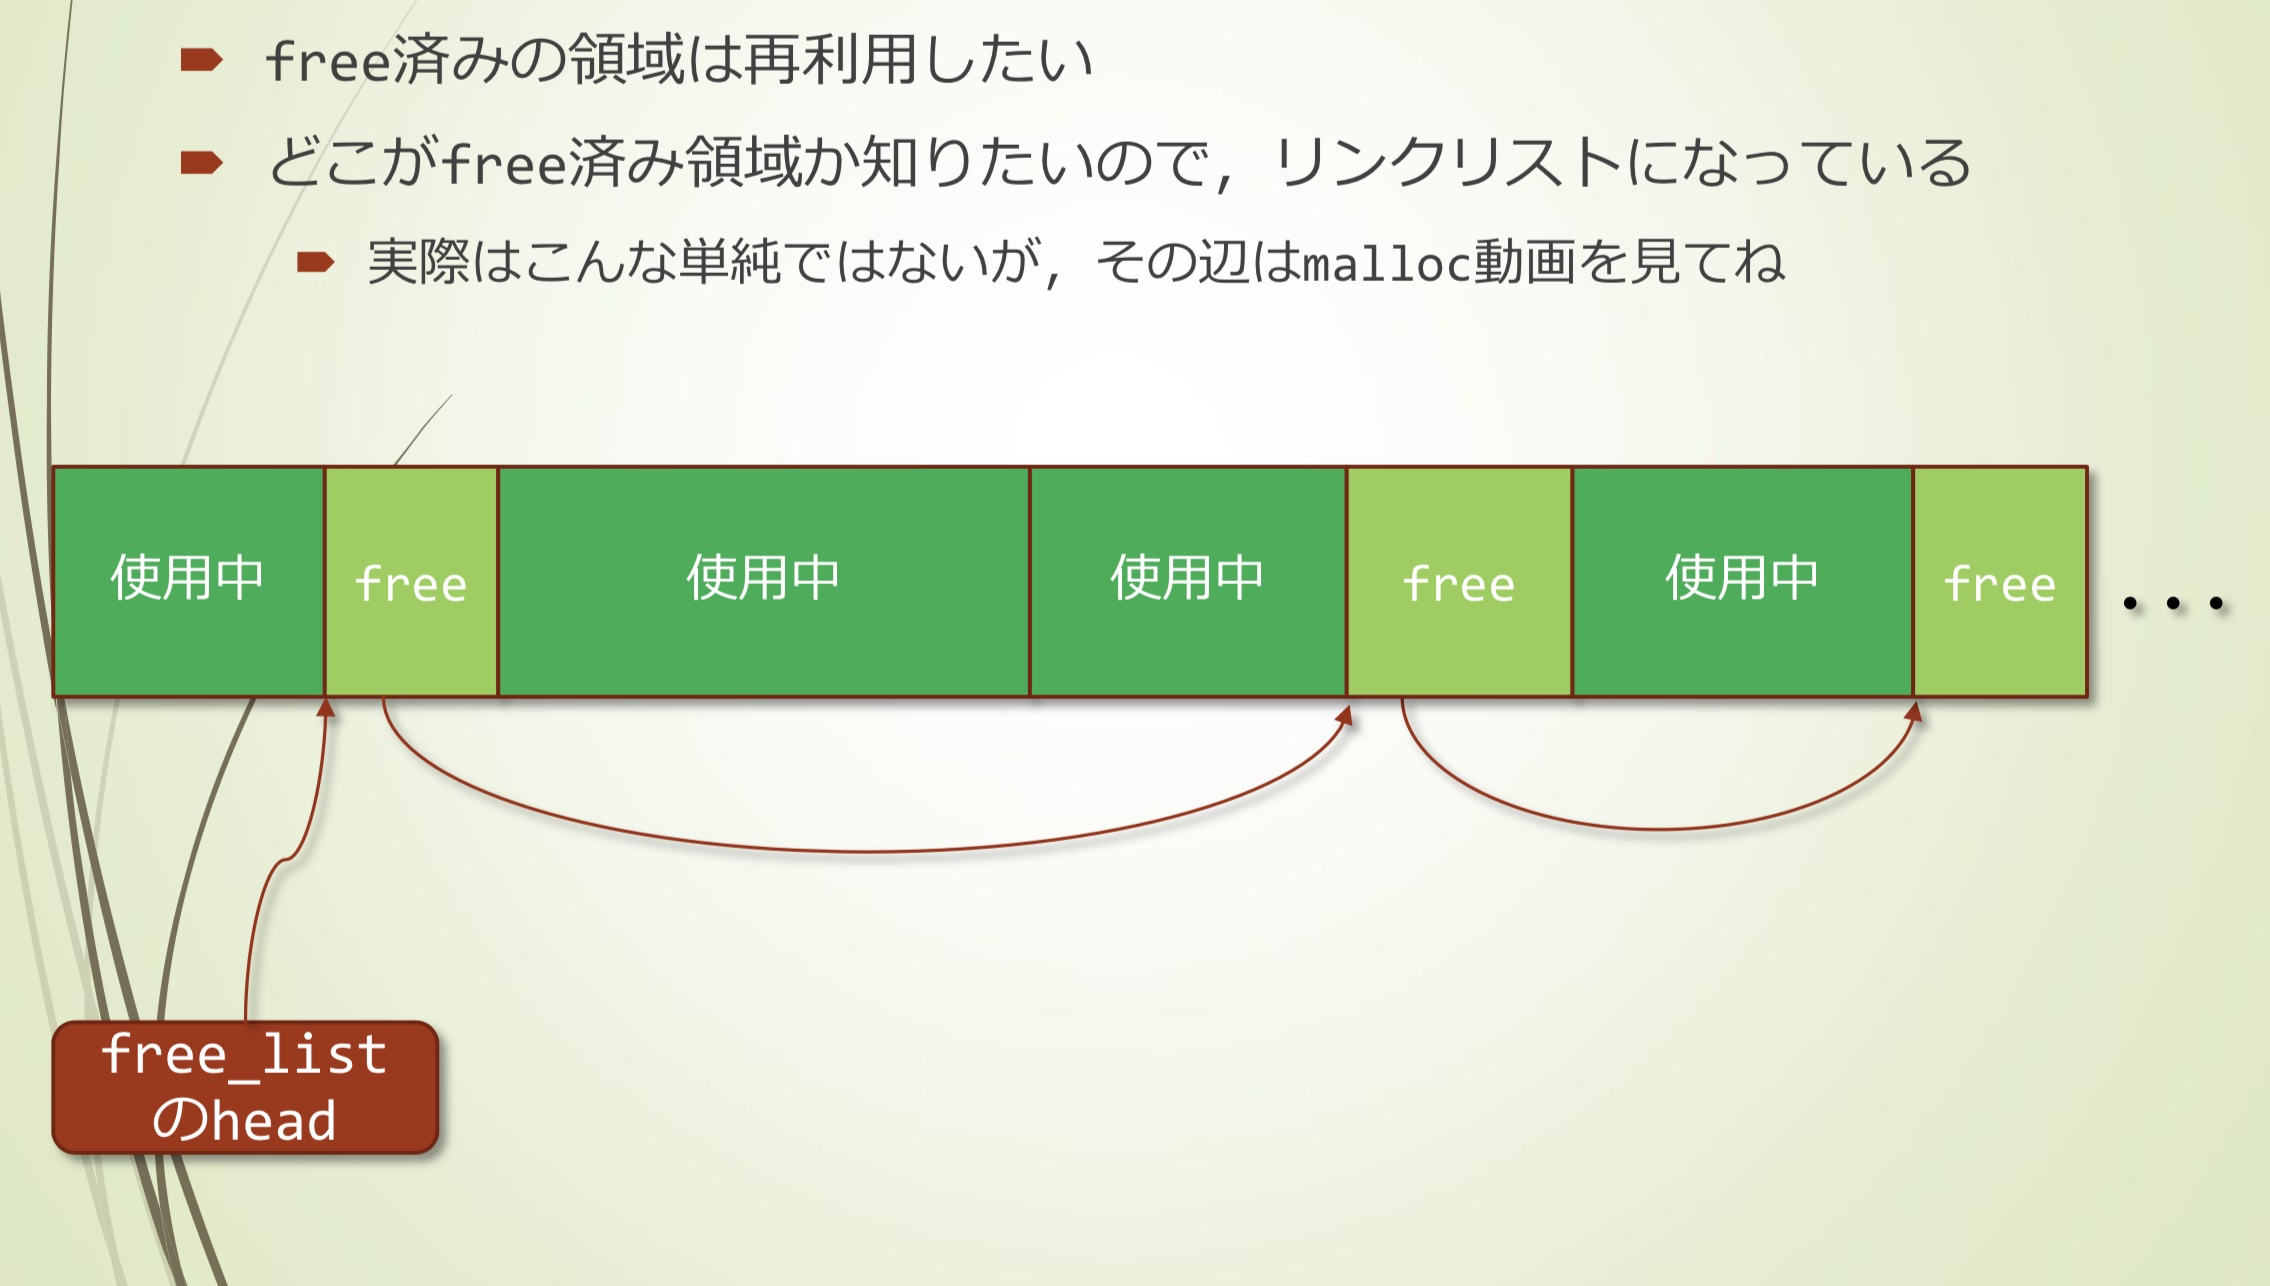 free済みの領域は再利用したい
どこがfree済み領域か知りたいので，リンクリストになっている
実際はこんな単純ではないが，その辺はmalloc動画を見てね
使用中
free
使用中
使用中
free
使用中
free
・・・
free_list
のhead